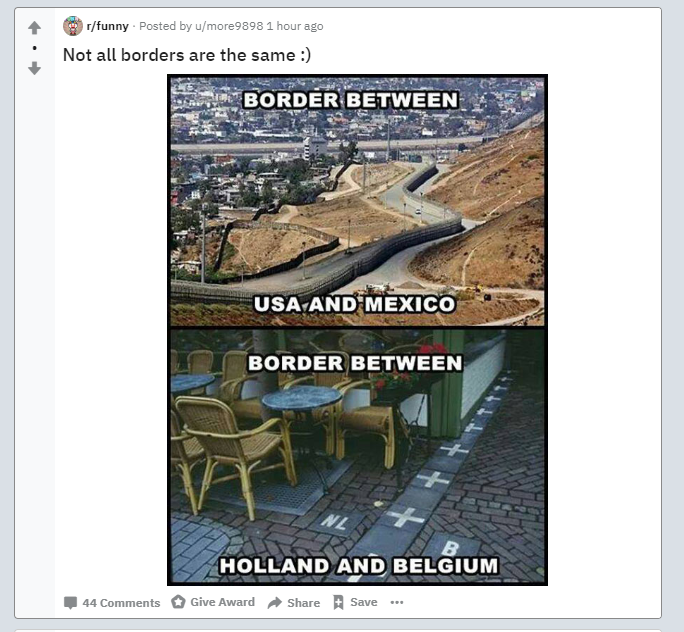 r/funny · Posted by u/more9898 1 hour ago
Not all borders are the same :)
BORDER BETWEEN
USA AND MEXICO
BORDER BETWEEN
NL
B
HOLLAND AND BELGIUM
44 Comments Give Award Share Save